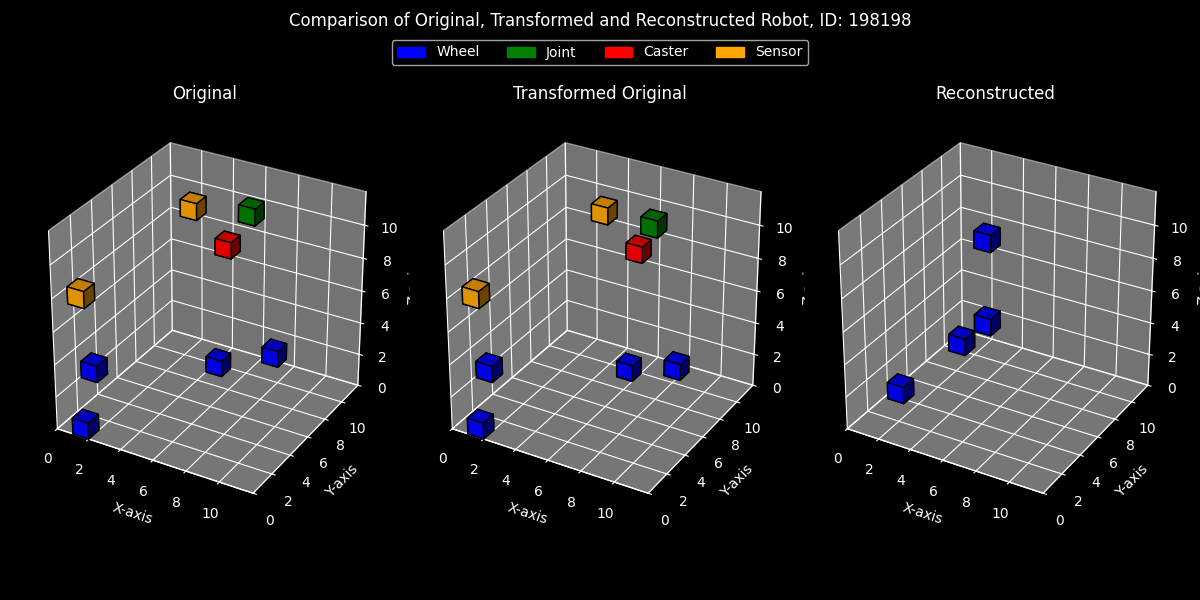 Comparison of Original, Transformed and Reconstructed Robot, ID: 198198
Wheel Joint Caster Sensor
Original Transformed Original Reconstructed
10 10 10
8 8 8
6 6 6
4 4 4
2 2 2
0 0 0
0 2 4 6 8 10 0 2 4 6 8 10 0 2 4 6 8 10
X-axis X-axis X-axis
0 2 4 6 8 10 0 2 4 6 8 10 0 2 4 6 8 10
Y-axis Y-axis Y-axis